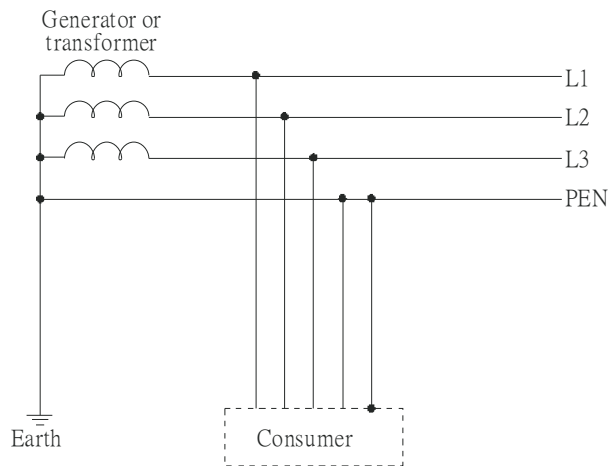 Generator or
transformer
L1
L2
L3
PEN
Earth
Consumer